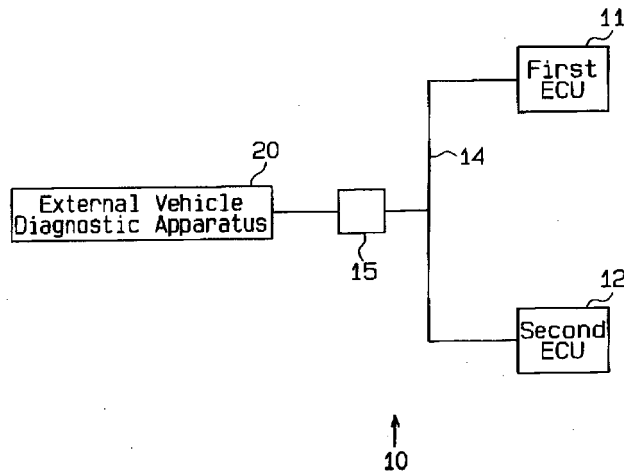 11
First
ECU
14
20
External Vehicle
Diagnostic Apparatus
15
12
Second
ECU
10